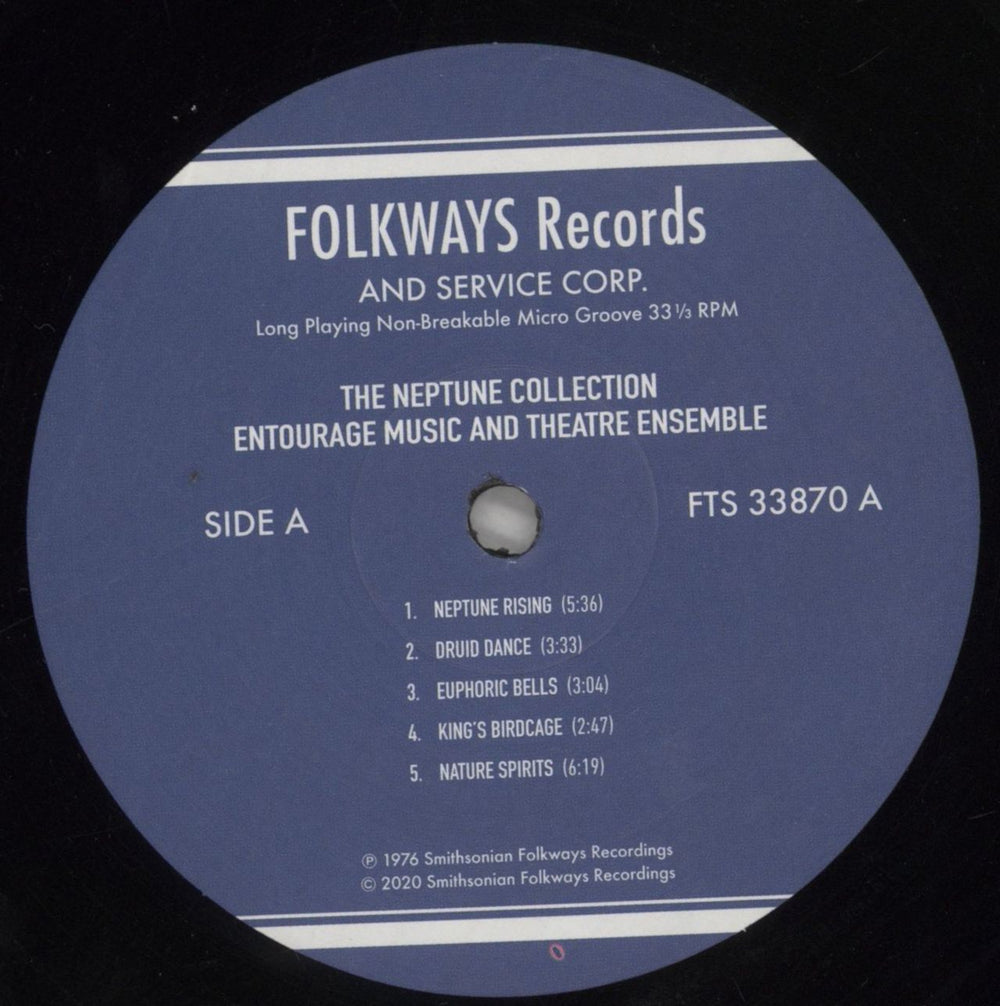 FOLKWAYS Records
AND SERVICE CORP.
Long Playing Non-Breakable Micro Groove 33 ⅓ RPM
THE NEPTUNE COLLECTION
ENTOURAGE MUSIC AND THEATRE ENSEMBLE
SIDE A
FTS 33870 A
1. NEPTUNE RISING (5:36)
2. DRUID DANCE (3:33)
3. EUPHORIC BELLS (3:04)
4. KING'S BIRDCAGE (2:47)
5. NATURE SPIRITS (6:19)
℗ 1976 Smithsonian Folkways Recordings
© 2020 Smithsonian Folkways Recordings